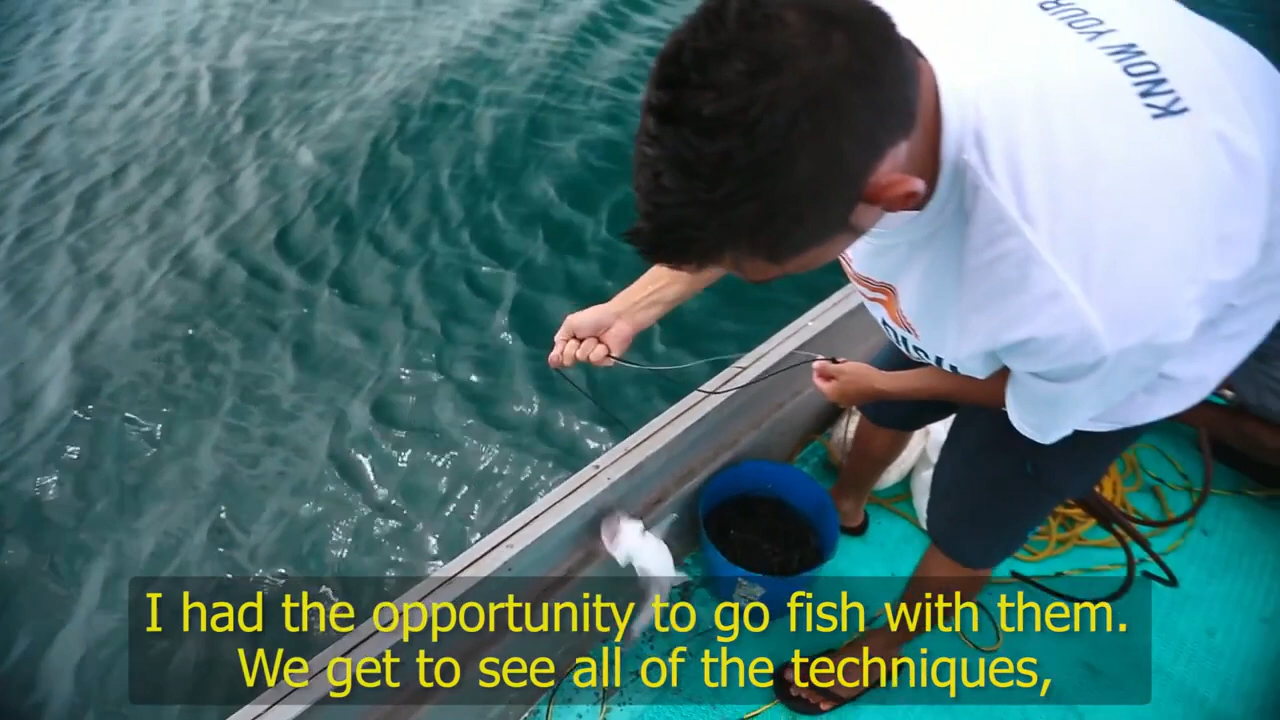 KNOW YOUR
I had the opportunity to go fish with them.
We get to see all of the techniques,